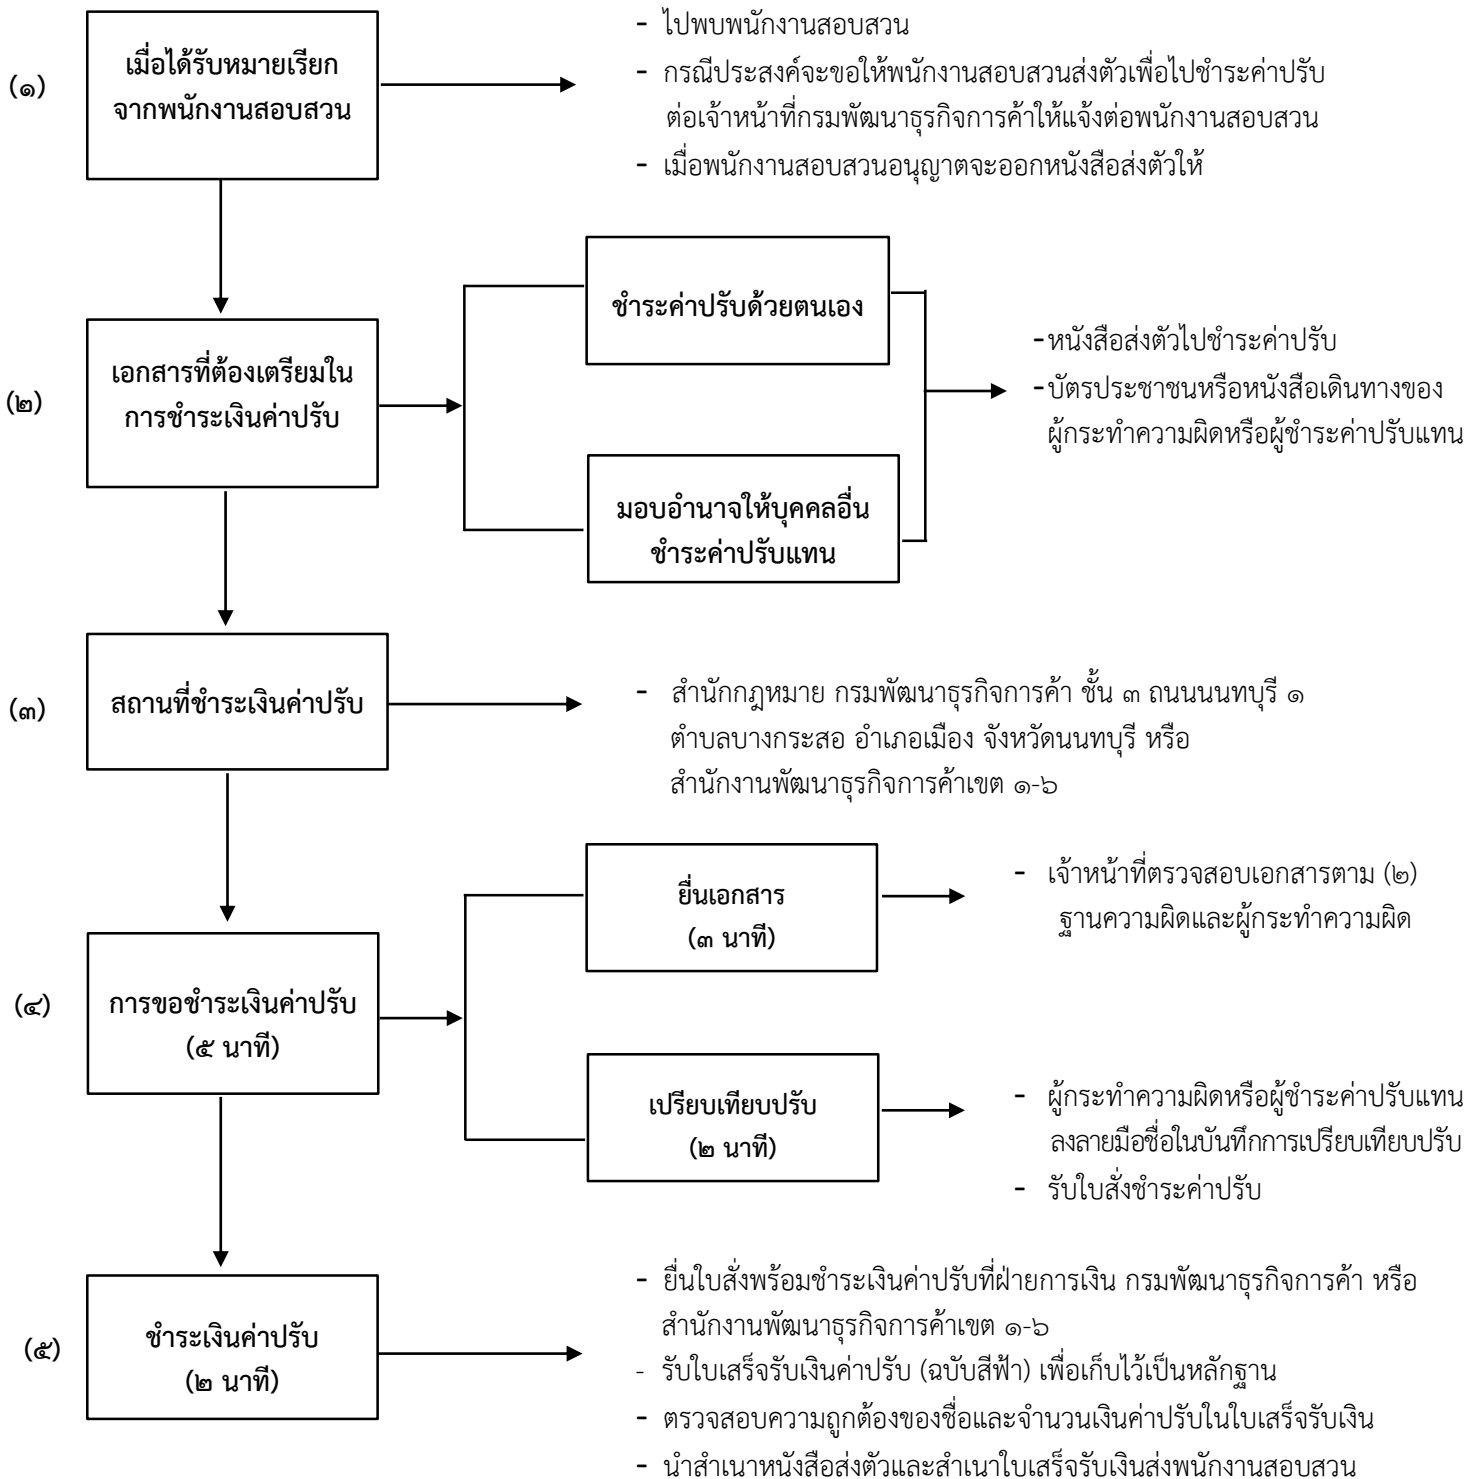 (๑)
เมื่อได้รับหมายเรียก
จากพนักงานสอบสวน
- ไปพบพนักงานสอบสวน
- กรณีประสงค์จะขอให้พนักงานสอบสวนส่งตัวเพื่อไปชำระค่าปรับ
ต่อเจ้าหน้าที่กรมพัฒนาธุรกิจการค้าให้แจ้งต่อพนักงานสอบสวน
- เมื่อพนักงานสอบสวนอนุญาตจะออกหนังสือส่งตัวให้
(๒)
เอกสารที่ต้องเตรียมใน
การชำระเงินค่าปรับ
ชำระค่าปรับด้วยตนเอง
มอบอำนาจให้บุคคลอื่น
ชำระค่าปรับแทน
-หนังสือส่งตัวไปชำระค่าปรับ
-บัตรประชาชนหรือหนังสือเดินทางของ
ผู้กระทำความผิดหรือผู้ชำระค่าปรับแทน
(๓)
สถานที่ชำระเงินค่าปรับ
- สำนักกฎหมาย กรมพัฒนาธุรกิจการค้า ชั้น ๓ ถนนนนทบุรี ๑
ตำบลบางกระสอ อำเภอเมือง จังหวัดนนทบุรี หรือ
สำนักงานพัฒนาธุรกิจการค้าเขต ๑-๖
(๔)
การขอชำระเงินค่าปรับ
(๕ นาที)
ยื่นเอกสาร
(๓ นาที)
- เจ้าหน้าที่ตรวจสอบเอกสารตาม (๒)
ฐานความผิดและผู้กระทำความผิด
เปรียบเทียบปรับ
(๒ นาที)
- ผู้กระทำความผิดหรือผู้ชำระค่าปรับแทน
ลงลายมือชื่อในบันทึกการเปรียบเทียบปรับ
- รับใบสั่งชำระค่าปรับ
(๕)
ชำระเงินค่าปรับ
(๒ นาที)
- ยื่นใบสั่งพร้อมชำระเงินค่าปรับที่ฝ่ายการเงิน กรมพัฒนาธุรกิจการค้า หรือ
สำนักงานพัฒนาธุรกิจการค้าเขต ๑-๖
- รับใบเสร็จรับเงินค่าปรับ (ฉบับสีฟ้า) เพื่อเก็บไว้เป็นหลักฐาน
- ตรวจสอบความถูกต้องของชื่อและจำนวนเงินค่าปรับในใบเสร็จรับเงิน
- นำสำเนาหนังสือส่งตัวและสำเนาใบเสร็จรับเงินส่งพนักงานสอบสวน